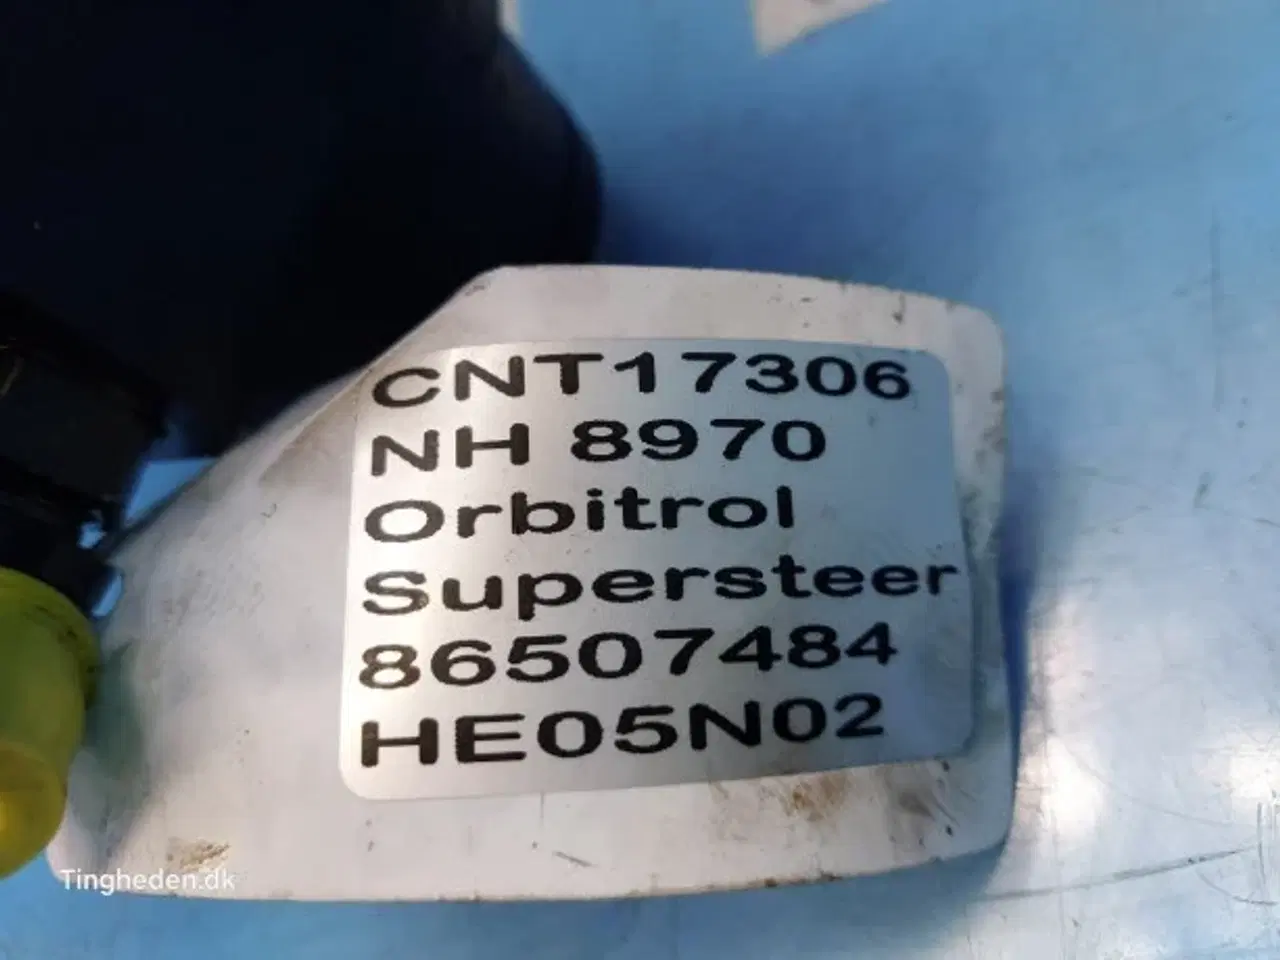 CNT17306
NH 8970
Orbitrol
Supersteer
86507484
HE05N02
Tingheden.dk